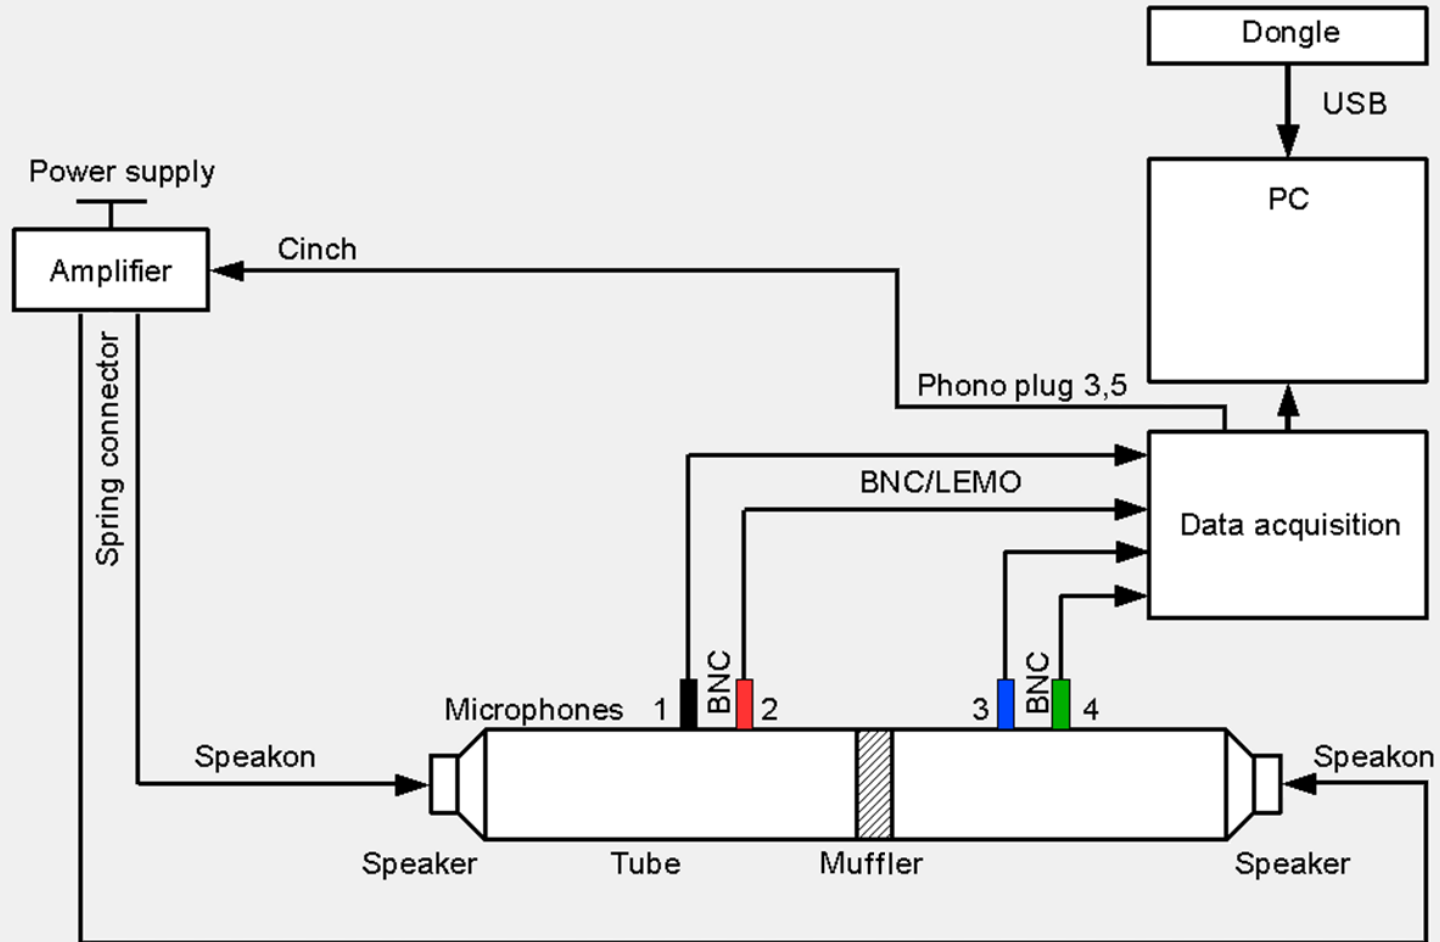 Dongle
USB
Power supply
PC
Cinch
Amplifier
Spring connector
Phono plug 3,5
BNC/LEMO
Data acquisition
Microphones 1 BNC 2 3 BNC 4
Speakon Speakon
Speaker Tube Muffler Speaker